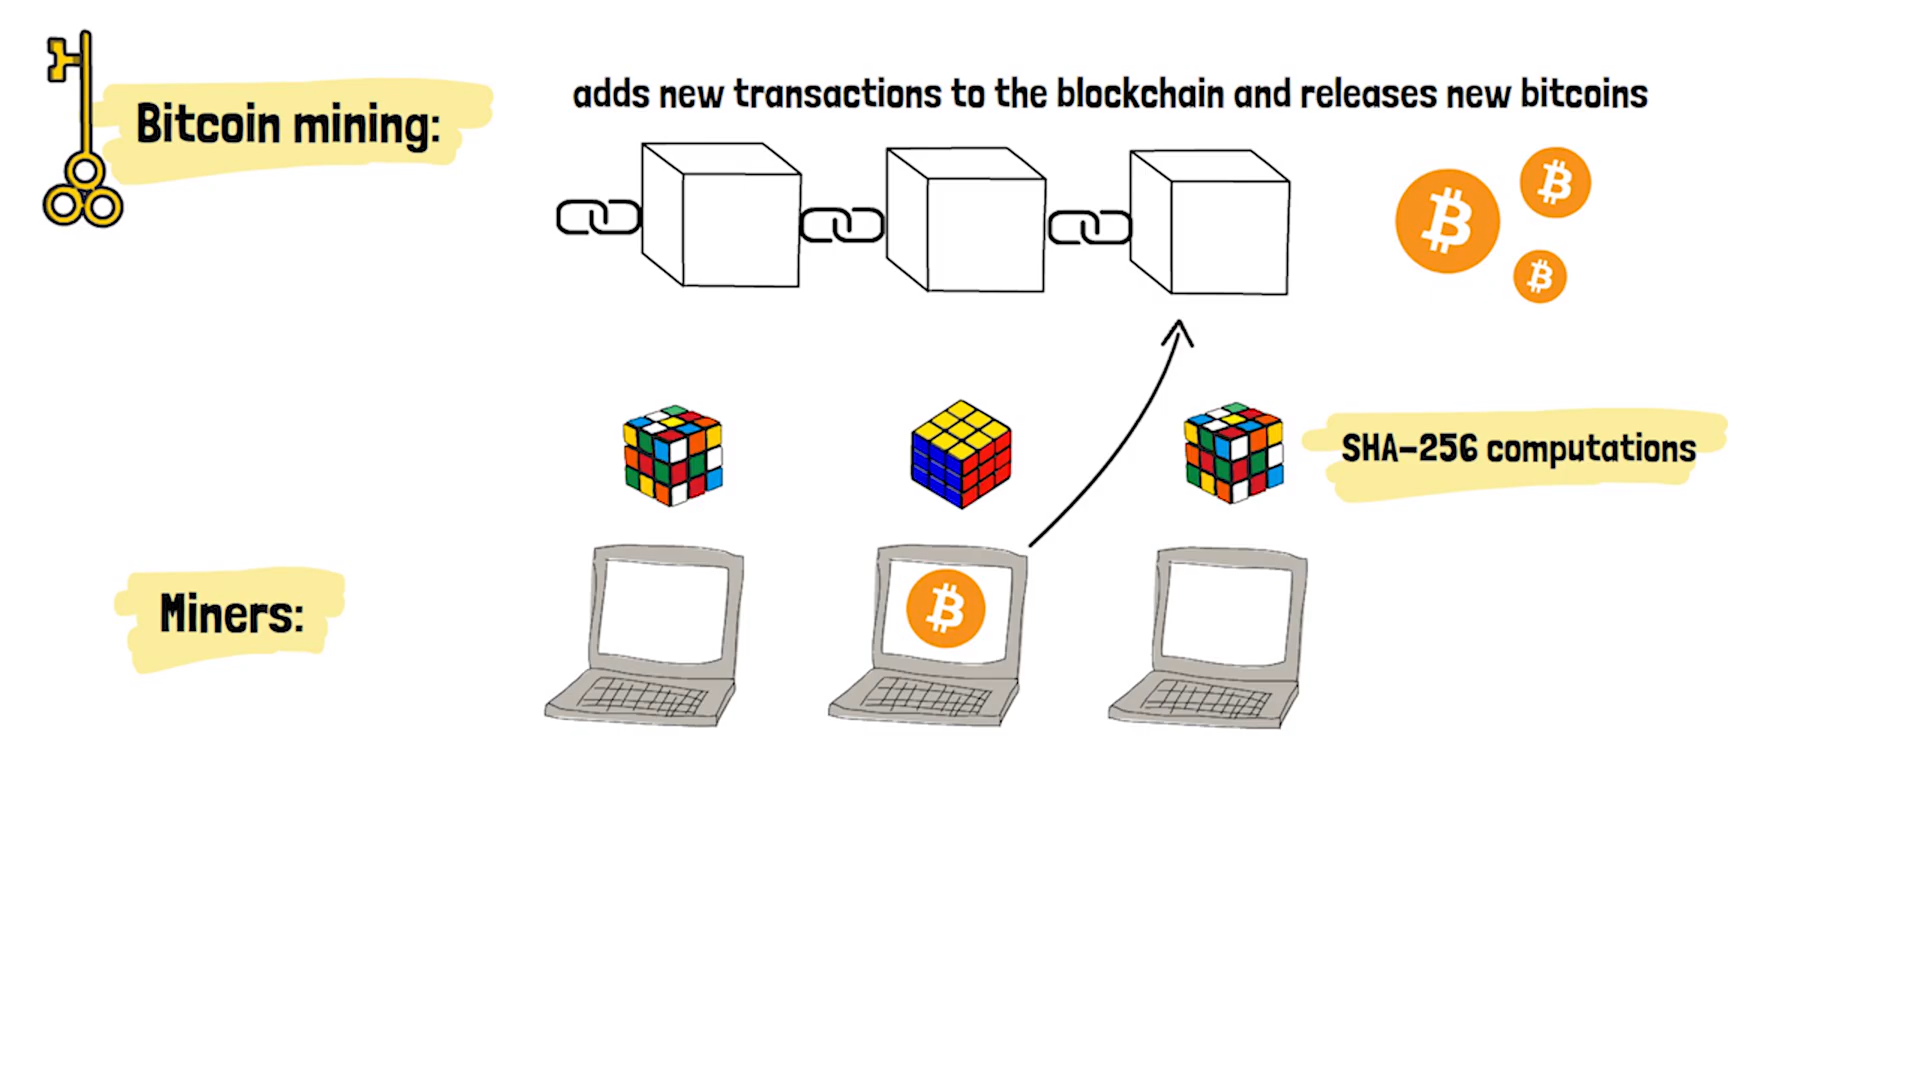 Bitcoin mining:
adds new transactions to the blockchain and releases new bitcoins
SHA-256 computations
Miners: